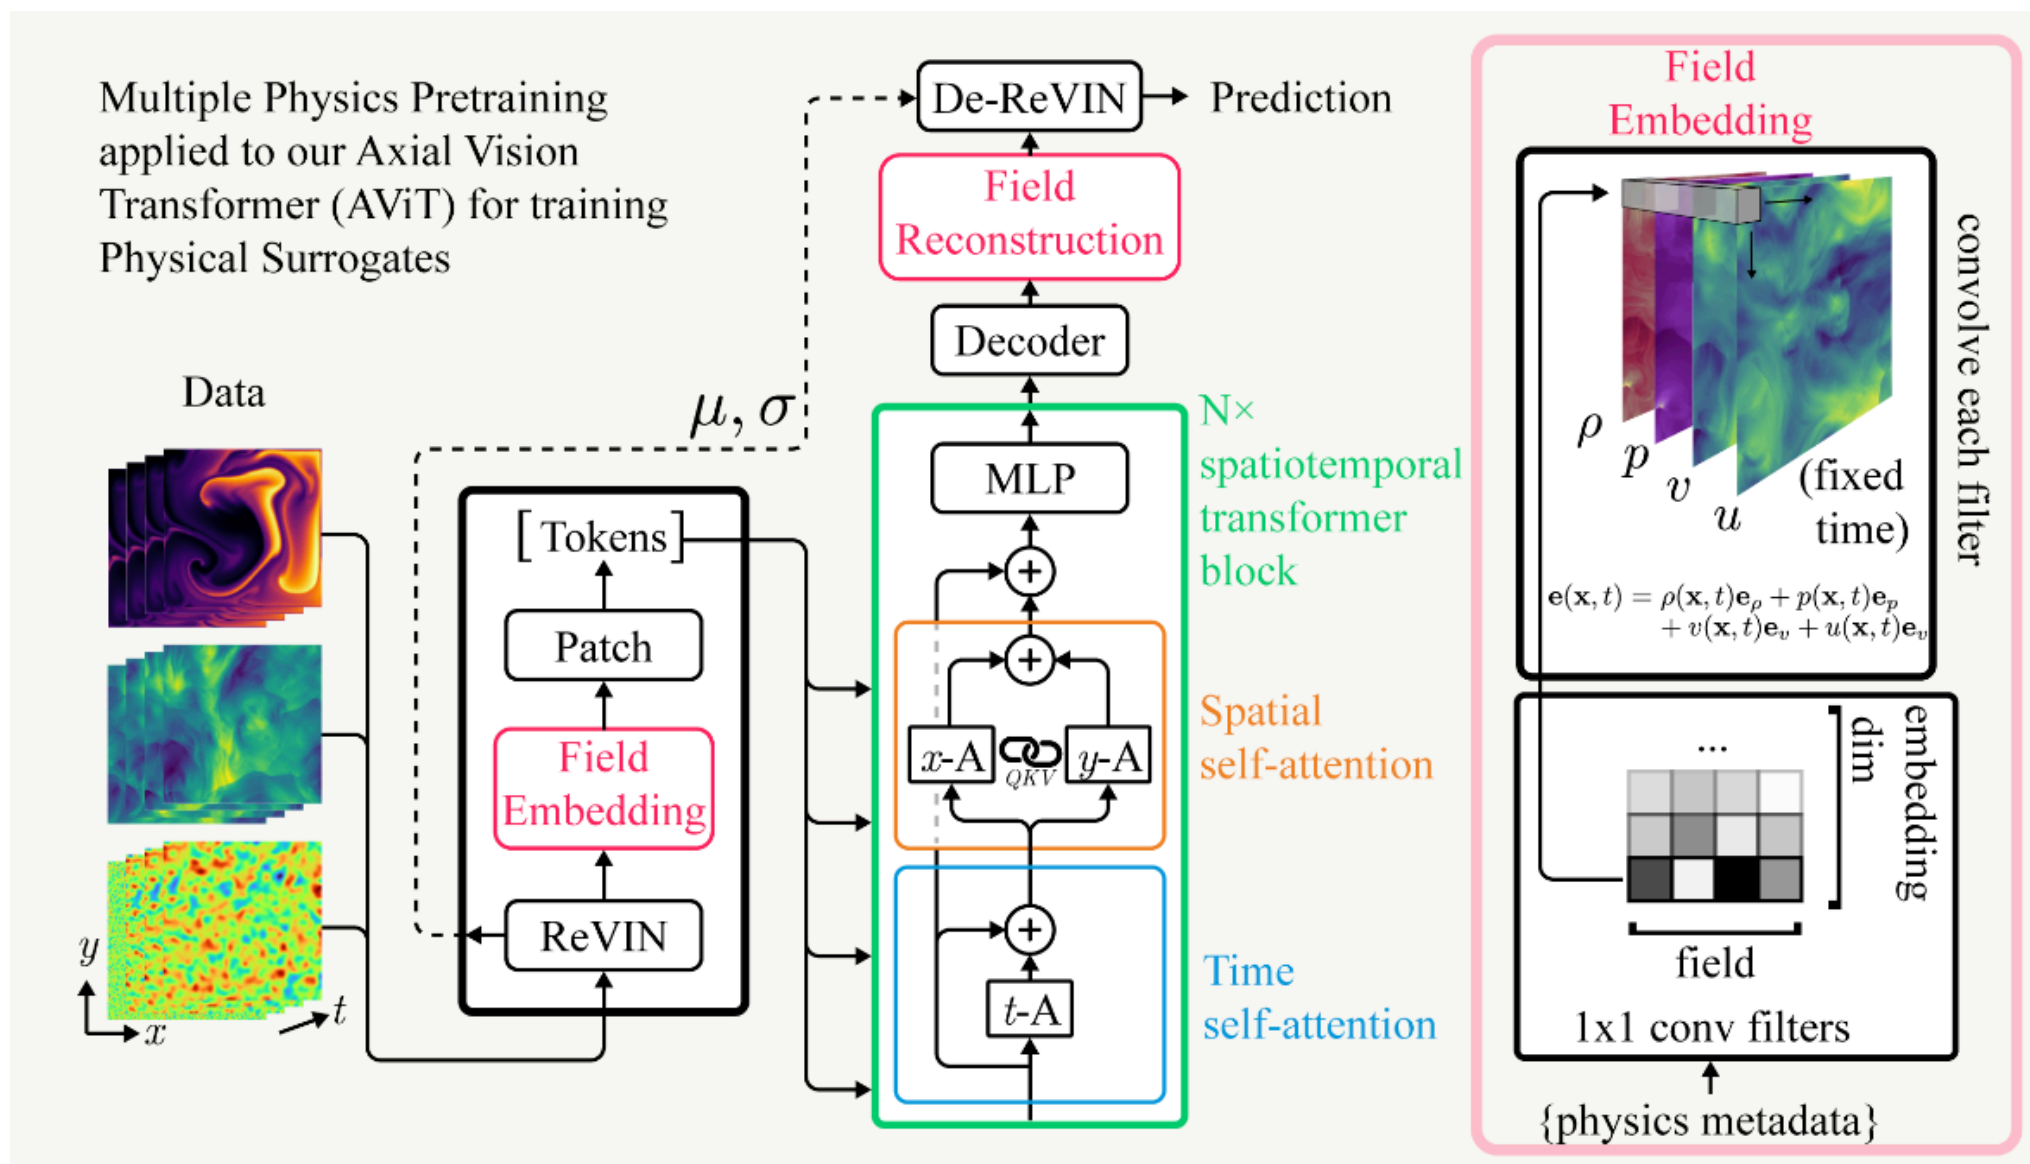 Multiple Physics Pretraining
applied to our Axial Vision
Transformer (AViT) for training
Physical Surrogates
Data
y
x
t
μ, σ
[Tokens]
Patch
Field
Embedding
ReVIN
De-ReVIN
Prediction
Field
Reconstruction
Decoder
N×
spatiotemporal
transformer
block
MLP
+
+
x-A
QKV
y-A
Spatial
self-attention
+
t-A
Time
self-attention
Field
Embedding
convolve each filter
ρ
p
v
u
(fixed
time)
e(x, t) = ρ(x, t)e_ρ + p(x, t)e_p
+ v(x, t)e_v + u(x, t)e_v
...
embedding
dim
field
1x1 conv filters
{physics metadata}